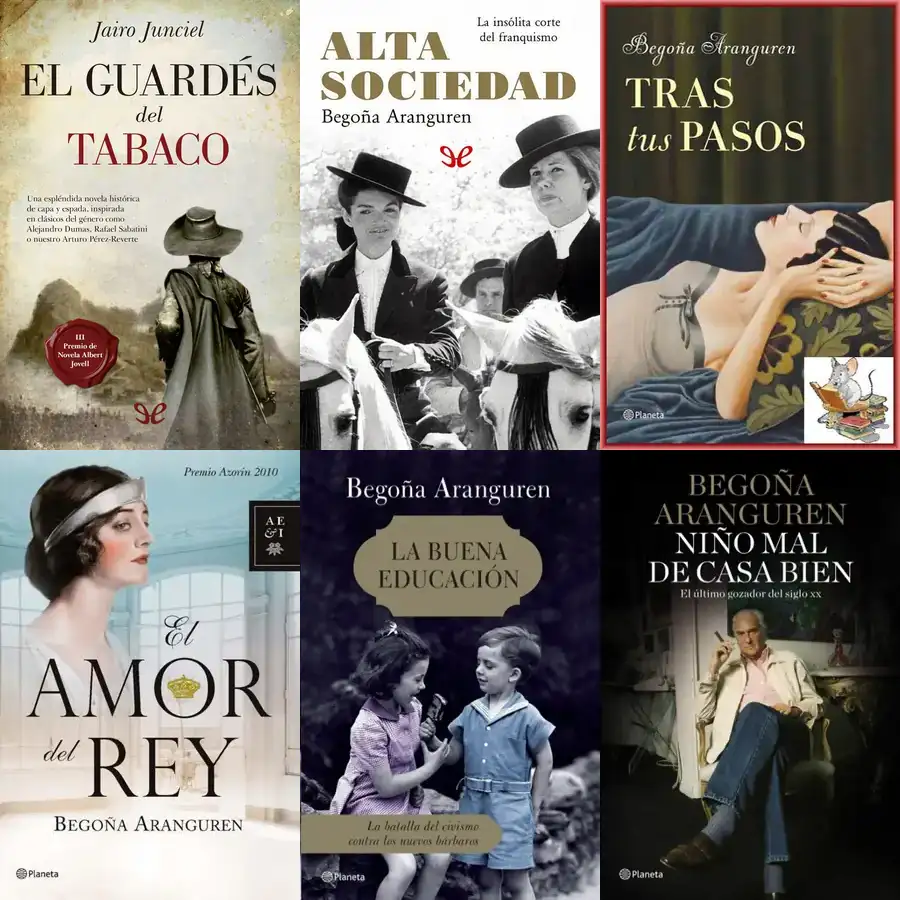 Jairo Junciel
EL GUARDÉS
del
TABACO
Una espléndida novela histórica
de capa y espada, inspirada
en clásicos del género como
Alejandro Dumas, Rafael Sabatini
o nuestro Arturo Pérez-Reverte
III
Premio de
Novela Albert
Jovell
La insólita corte
del franquismo
ALTA
SOCIEDAD
Begoña Aranguren
Begoña Aranguren
TRAS
tus PASOS
Planeta
Premio Azorín 2010
AE
&I
El
AMOR
del REY
BEGOÑA ARANGUREN
Planeta
Begoña Aranguren
LA BUENA
EDUCACIÓN
La batalla del civismo
contra los nuevos bárbaros
Planeta
BEGOÑA
ARANGUREN
NIÑO MAL
DE CASA BIEN
El último gozador del siglo xx
Planeta